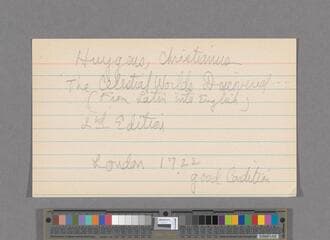 Huygens, Christianus
The Celestial Worlds Discovered - -
(From Latin into English)
2d Edition
London 1722
good Condition